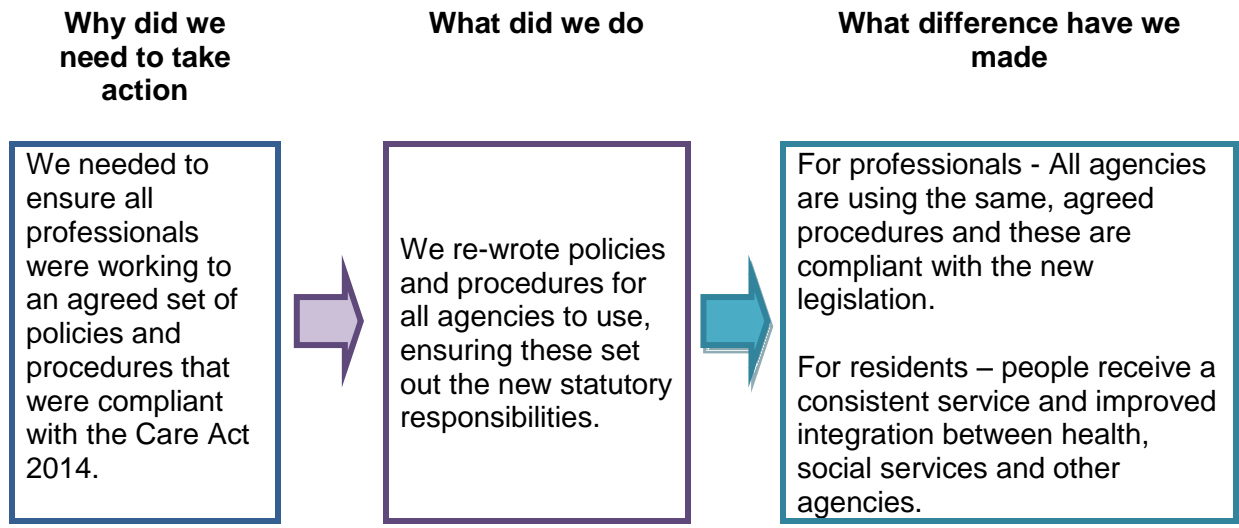 Why did we
need to take
action
What did we do
What difference have we
made
We needed to
ensure all
professionals
were working to
an agreed set of
policies and
procedures that
were compliant
with the Care Act
2014.
We re-wrote policies
and procedures for
all agencies to use,
ensuring these set
out the new statutory
responsibilities.
For professionals - All agencies
are using the same, agreed
procedures and these are
compliant with the new
legislation.
For residents – people receive a
consistent service and improved
integration between health,
social services and other
agencies.